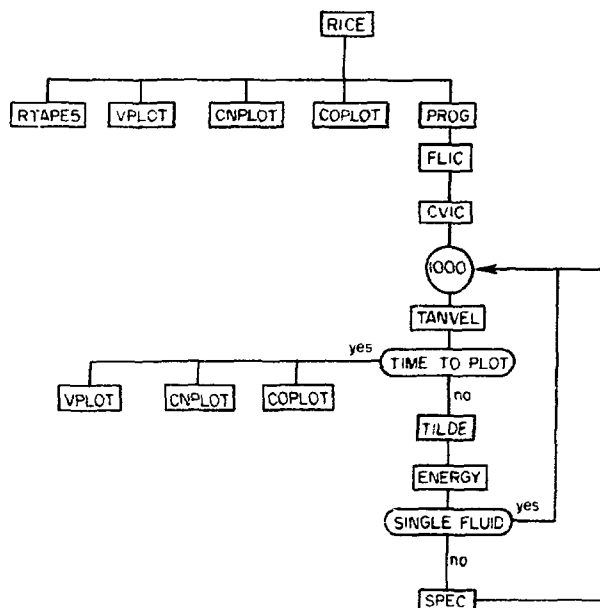 RICE
RTAPE5 VPLOT CNPLOT COPLOT PROG
FLIC
CVIC
1000
TANVEL
yes TIME TO PLOT
VPLOT CNPLOT COPLOT no
TILDE
ENERGY
SINGLE FLUID yes
no
SPEC